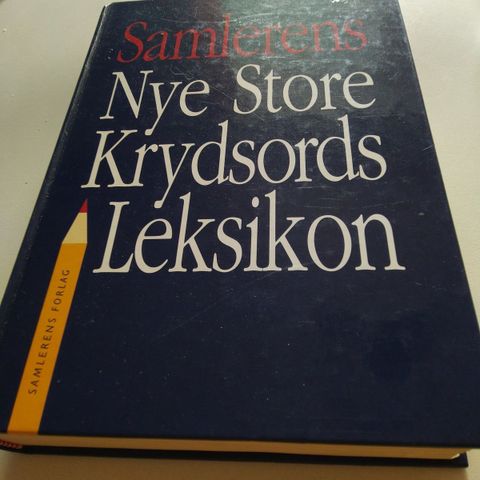 Samlerens
Nye Store
Krydsords
Leksikon
SAMLERENS FORLAG